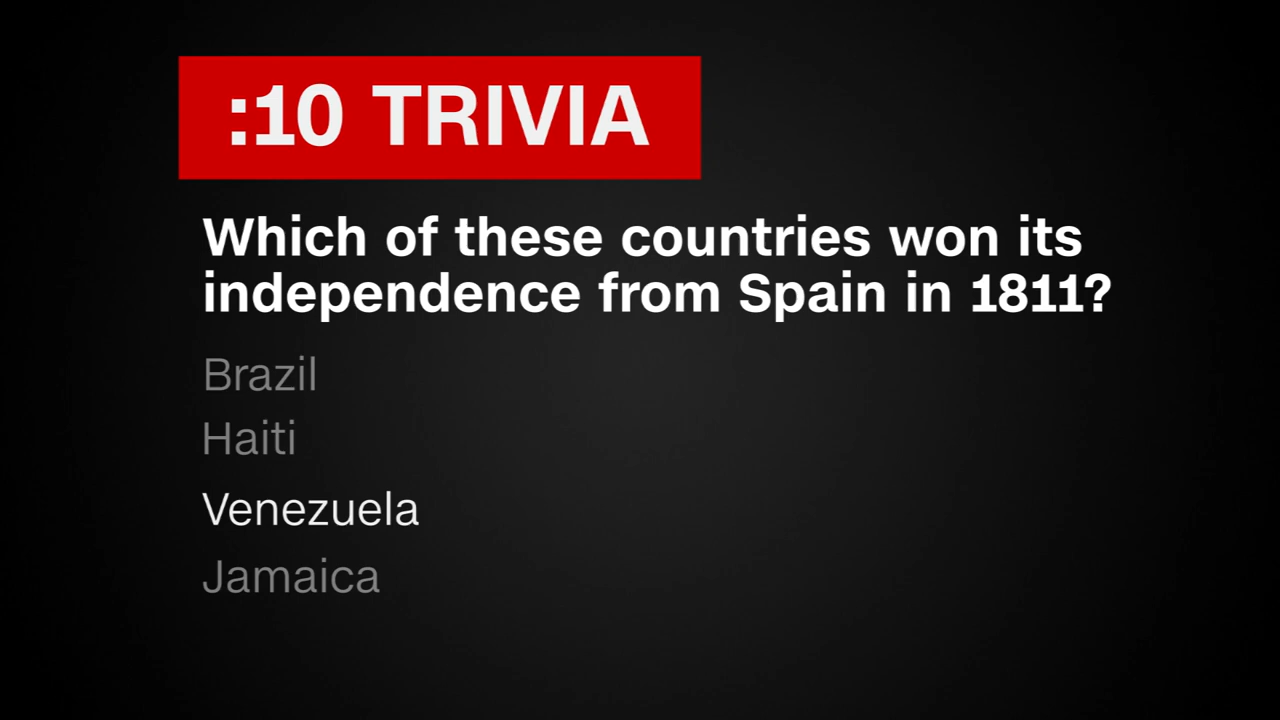 :10 TRIVIA
Which of these countries won its
independence from Spain in 1811?
Brazil
Haiti
Venezuela
Jamaica